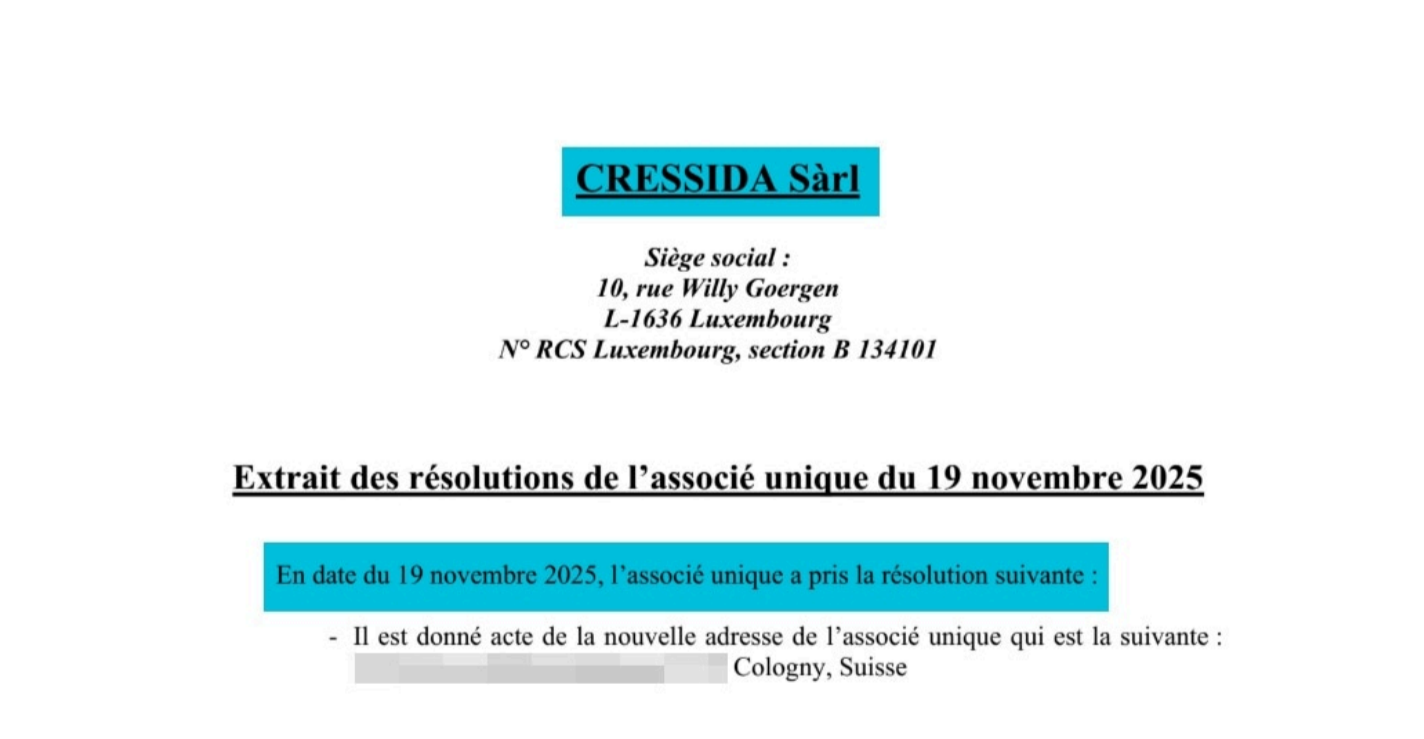 CRESSIDA Sàrl
Siège social :
10, rue Willy Goergen
L-1636 Luxembourg
N° RCS Luxembourg, section B 134101
Extrait des résolutions de l’associé unique du 19 novembre 2025
En date du 19 novembre 2025, l’associé unique a pris la résolution suivante :
- Il est donné acte de la nouvelle adresse de l’associé unique qui est la suivante :
Cologny, Suisse